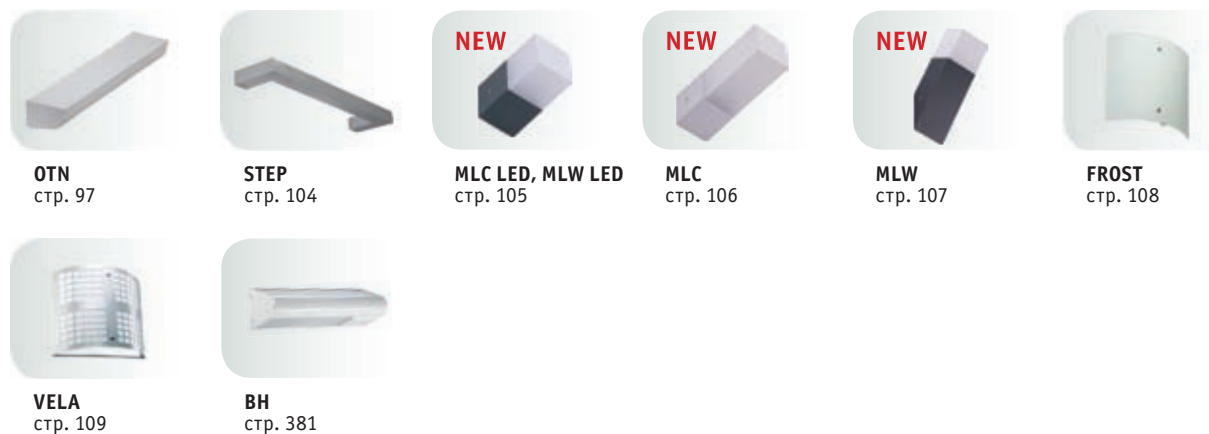 NEW
NEW
NEW
OTN
стр. 97
STEP
стр. 104
MLC LED, MLW LED
стр. 105
MLC
стр. 106
MLW
стр. 107
FROST
стр. 108
VELA
стр. 109
BH
стр. 381